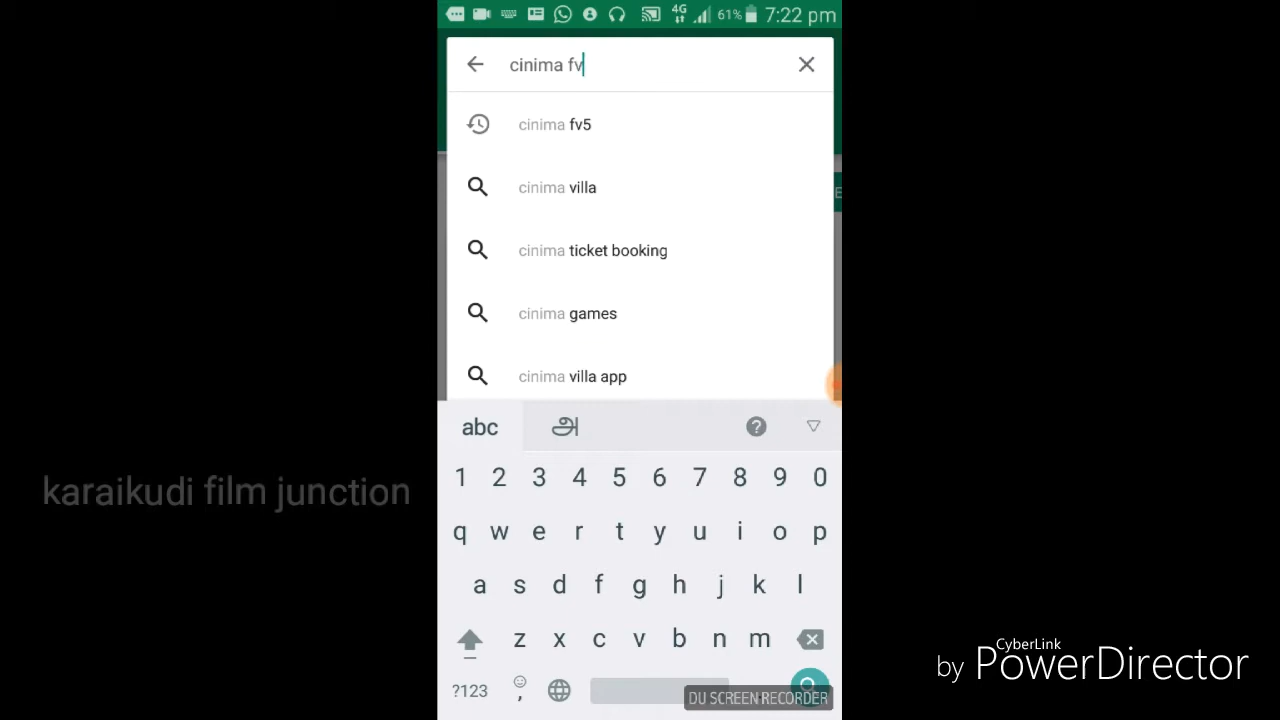 4G 61% 7:22 pm
cinima fv
cinima fv5
cinima villa
cinima ticket booking
cinima games
cinima villa app
abc அ
1 2 3 4 5 6 7 8 9 0
q w e r t y u i o p
a s d f g h j k l
z x c v b n m
?123 ,
DU SCREEN RECORDER
karaikudi film junction
CyberLink
by PowerDirector